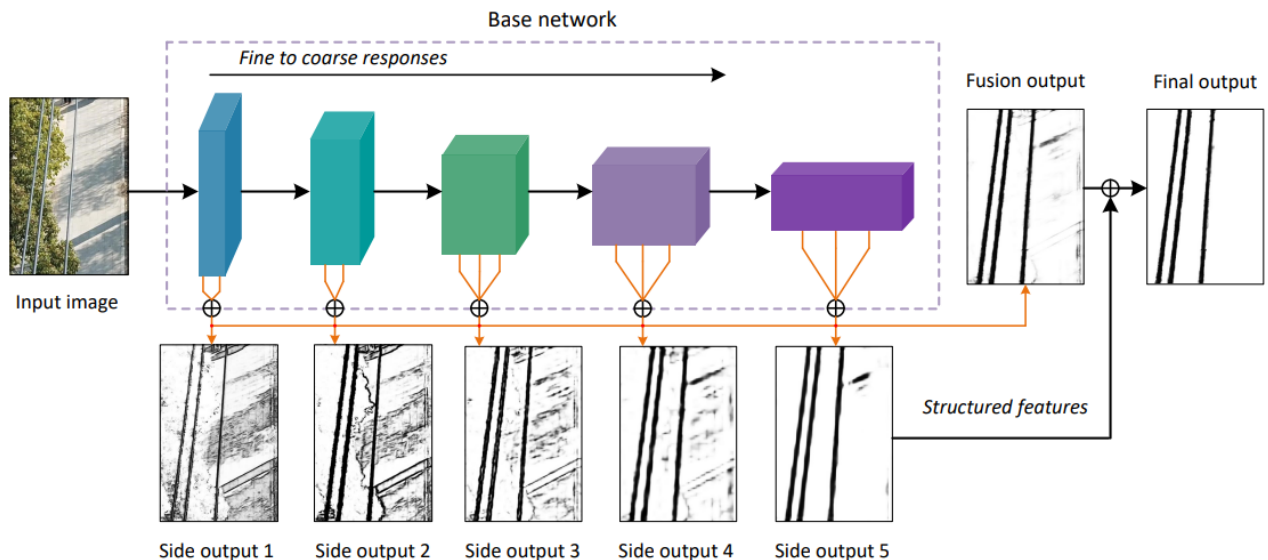 Base network
Fine to coarse responses
Fusion output
Final output
Input image
Structured features
Side output 1
Side output 2
Side output 3
Side output 4
Side output 5